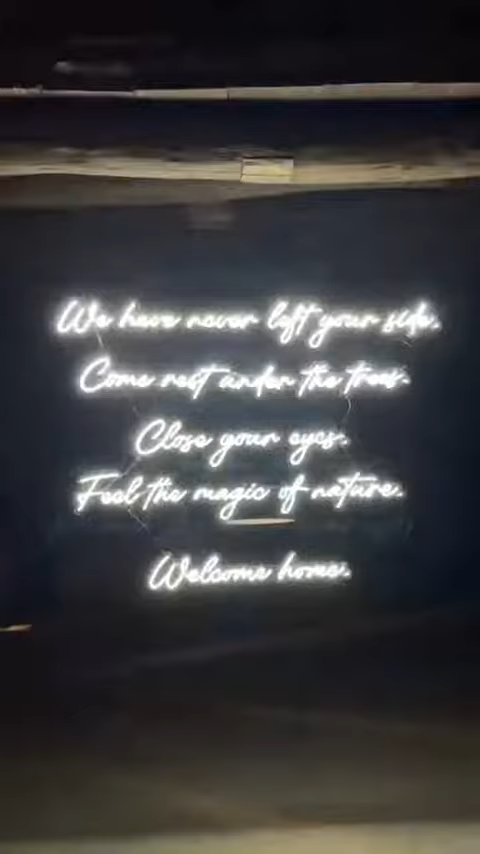 We have never left your side.
Come rest under the trees.
Close your eyes.
Feel the magic of nature.
Welcome home.